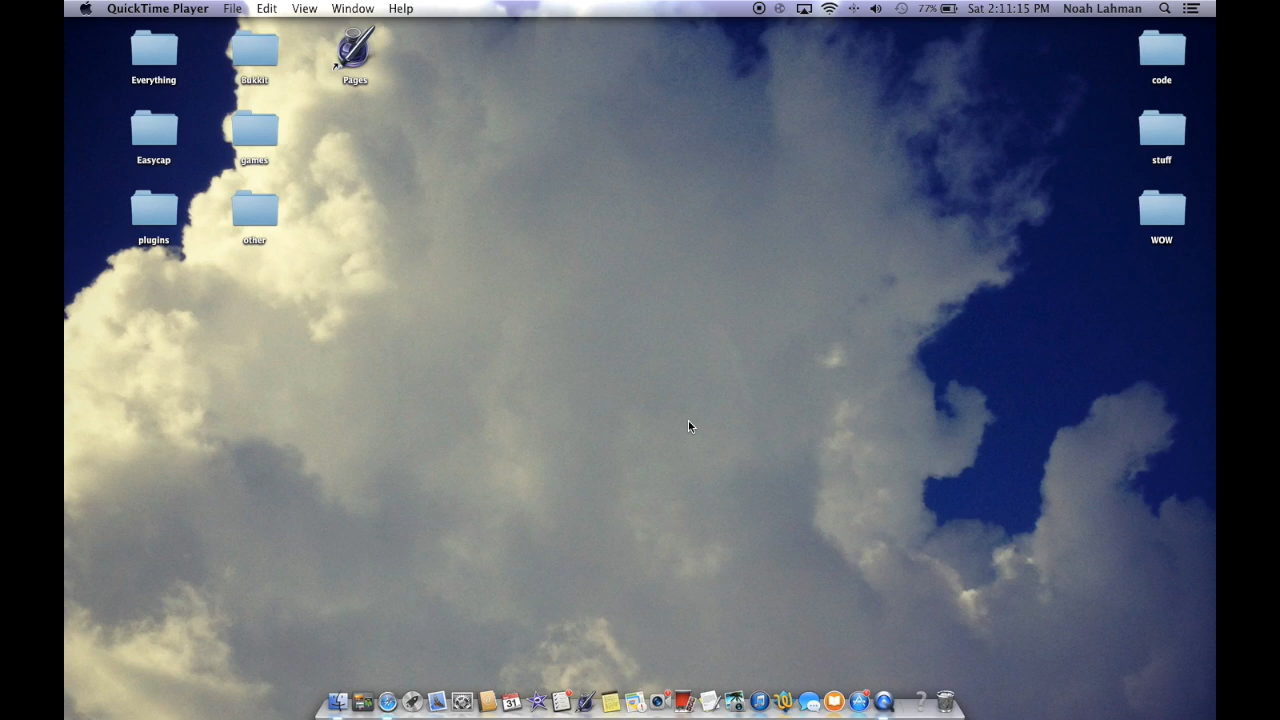 QuickTime Player File Edit View Window Help 77% Sat 2:11:15 PM Noah Lahman
Everything Bukkit Pages code
Easycap games stuff
plugins other WOW
31